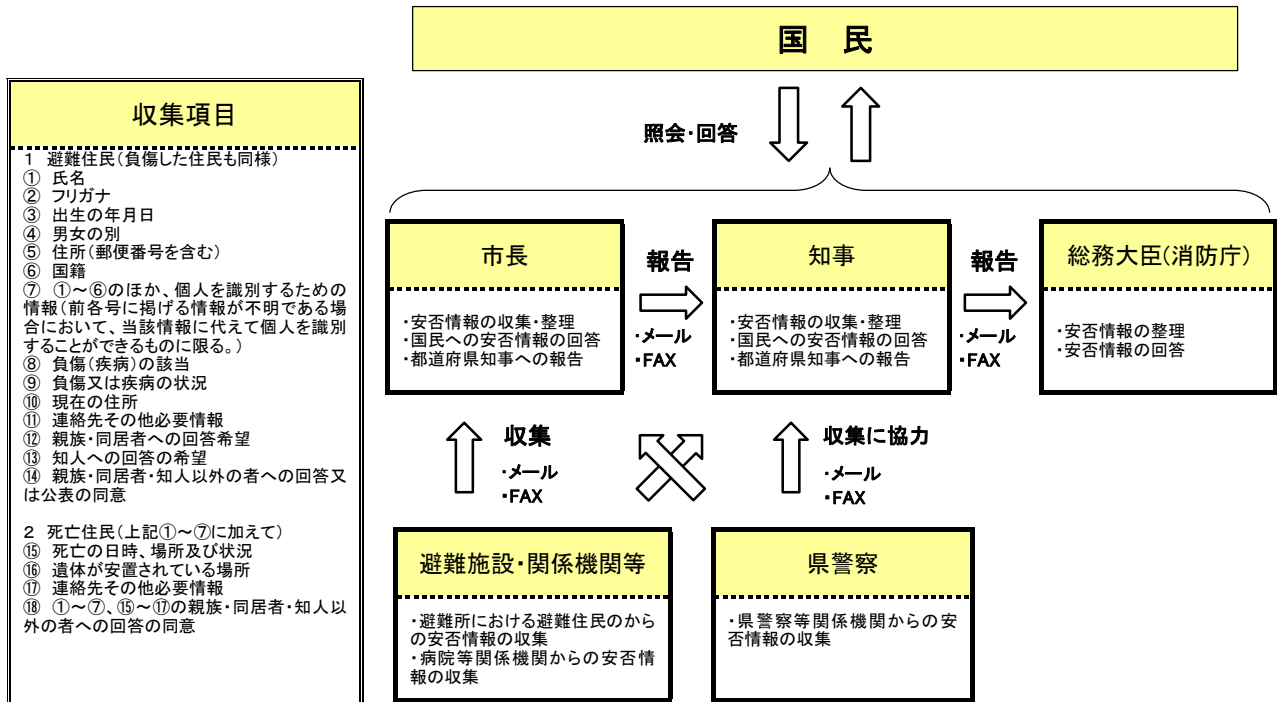 国 民
照会・回答
収集項目
1 避難住民(負傷した住民も同様)
① 氏名
② フリガナ
③ 出生の年月日
④ 男女の別
⑤ 住所(郵便番号を含む)
⑥ 国籍
⑦ ①~⑥のほか、個人を識別するための
情報(前各号に掲げる情報が不明である場
合において、当該情報に代えて個人を識別
することができるものに限る。)
⑧ 負傷(疾病)の該当
⑨ 負傷又は疾病の状況
⑩ 現在の住所
⑪ 連絡先その他必要情報
⑫ 親族・同居者への回答希望
⑬ 知人への回答の希望
⑭ 親族・同居者・知人以外の者への回答又
は公表の同意
2 死亡住民(上記①~⑦に加えて)
⑮ 死亡の日時、場所及び状況
⑯ 遺体が安置されている場所
⑰ 連絡先その他必要情報
⑱ ①~⑦、⑮~⑰の親族・同居者・知人以
外の者への回答の同意
市長
・安否情報の収集・整理
・国民への安否情報の回答
・都道府県知事への報告
報告
・メール
・FAX
知事
・安否情報の収集・整理
・国民への安否情報の回答
・都道府県知事への報告
報告
・メール
・FAX
総務大臣(消防庁)
・安否情報の整理
・安否情報の回答
収集
・メール
・FAX
収集に協力
・メール
・FAX
避難施設・関係機関等
・避難所における避難住民のから
の安否情報の収集
・病院等関係機関からの安否情
報の収集
県警察
・県警察等関係機関からの安
否情報の収集